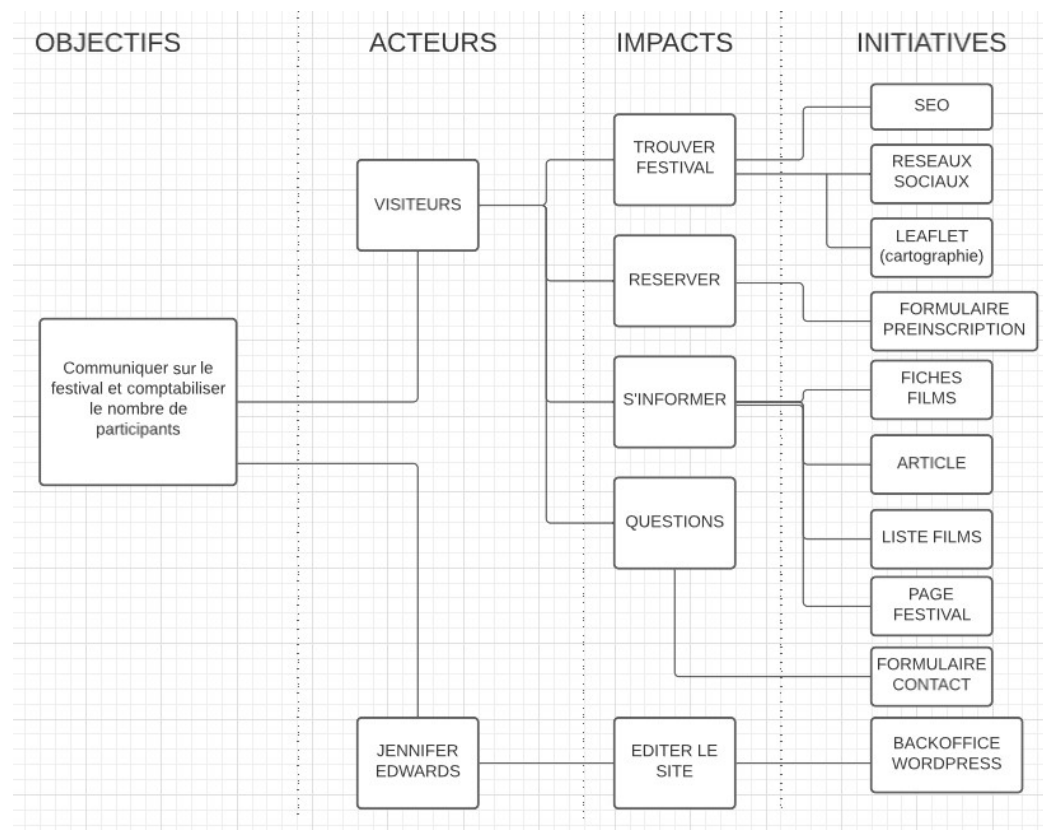 OBJECTIFS
ACTEURS
IMPACTS
INITIATIVES
Communiquer sur le
festival et comptabiliser
le nombre de
participants
VISITEURS
JENNIFER
EDWARDS
TROUVER
FESTIVAL
RESERVER
S'INFORMER
QUESTIONS
EDITER LE
SITE
SEO
RESEAUX
SOCIAUX
LEAFLET
(cartographie)
FORMULAIRE
PREINSCRIPTION
FICHES
FILMS
ARTICLE
LISTE FILMS
PAGE
FESTIVAL
FORMULAIRE
CONTACT
BACKOFFICE
WORDPRESS